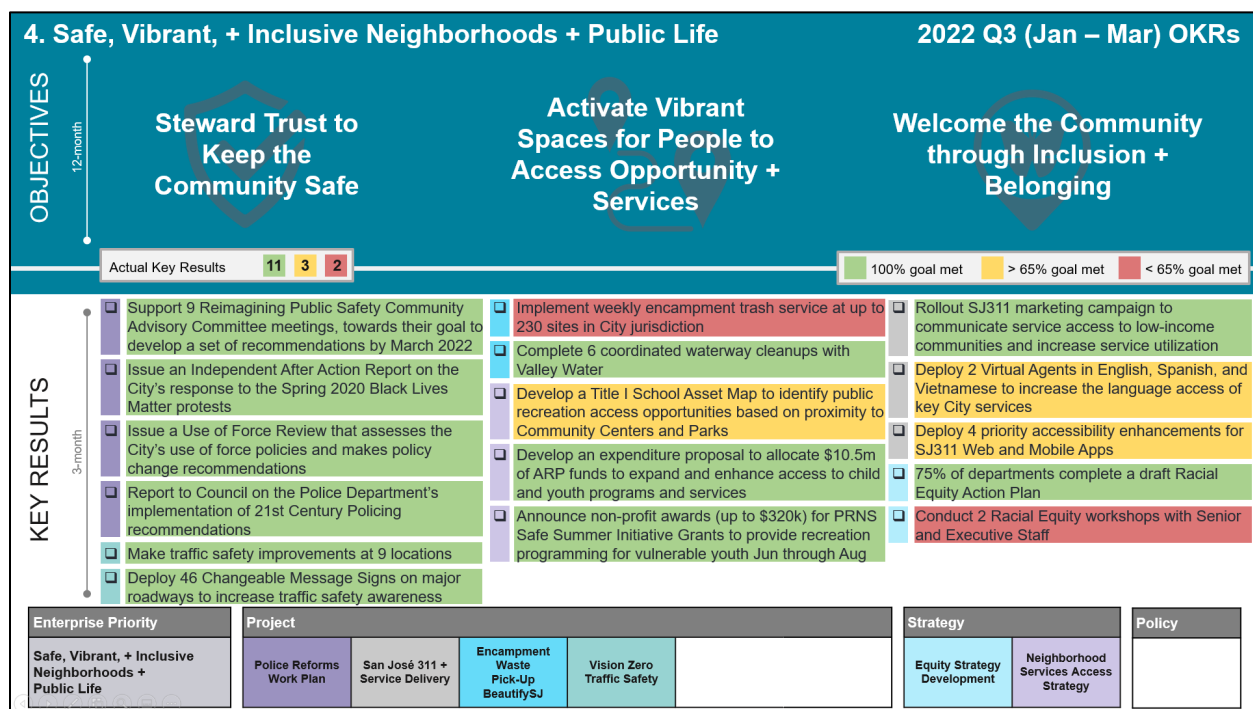 4. Safe, Vibrant, + Inclusive Neighborhoods + Public Life
2022 Q3 (Jan – Mar) OKRs
OBJECTIVES
12-month
Steward Trust to
Keep the
Community Safe
Activate Vibrant
Spaces for People to
Access Opportunity +
Services
Welcome the Community
through Inclusion +
Belonging
Actual Key Results 11 3 2
100% goal met > 65% goal met < 65% goal met
KEY RESULTS
3-month
Support 9 Reimagining Public Safety Community
Advisory Committee meetings, towards their goal to
develop a set of recommendations by March 2022
Issue an Independent After Action Report on the
City's response to the Spring 2020 Black Lives
Matter protests
Issue a Use of Force Review that assesses the
City's use of force policies and makes policy
change recommendations
Report to Council on the Police Department's
implementation of 21st Century Policing
recommendations
Make traffic safety improvements at 9 locations
Deploy 46 Changeable Message Signs on major
roadways to increase traffic safety awareness
Implement weekly encampment trash service at up to
230 sites in City jurisdiction
Complete 6 coordinated waterway cleanups with
Valley Water
Develop a Title I School Asset Map to identify public
recreation access opportunities based on proximity to
Community Centers and Parks
Develop an expenditure proposal to allocate $10.5m
of ARP funds to expand and enhance access to child
and youth programs and services
Announce non-profit awards (up to $320k) for PRNS
Safe Summer Initiative Grants to provide recreation
programming for vulnerable youth Jun through Aug
Rollout SJ311 marketing campaign to
communicate service access to low-income
communities and increase service utilization
Deploy 2 Virtual Agents in English, Spanish, and
Vietnamese to increase the language access of
key City services
Deploy 4 priority accessibility enhancements for
SJ311 Web and Mobile Apps
75% of departments complete a draft Racial
Equity Action Plan
Conduct 2 Racial Equity workshops with Senior
and Executive Staff
Enterprise Priority
Safe, Vibrant, + Inclusive
Neighborhoods +
Public Life
Project
Police Reforms
Work Plan
San José 311 +
Service Delivery
Encampment
Waste
Pick-Up
BeautifySJ
Vision Zero
Traffic Safety
Strategy
Equity Strategy
Development
Neighborhood
Services Access
Strategy
Policy